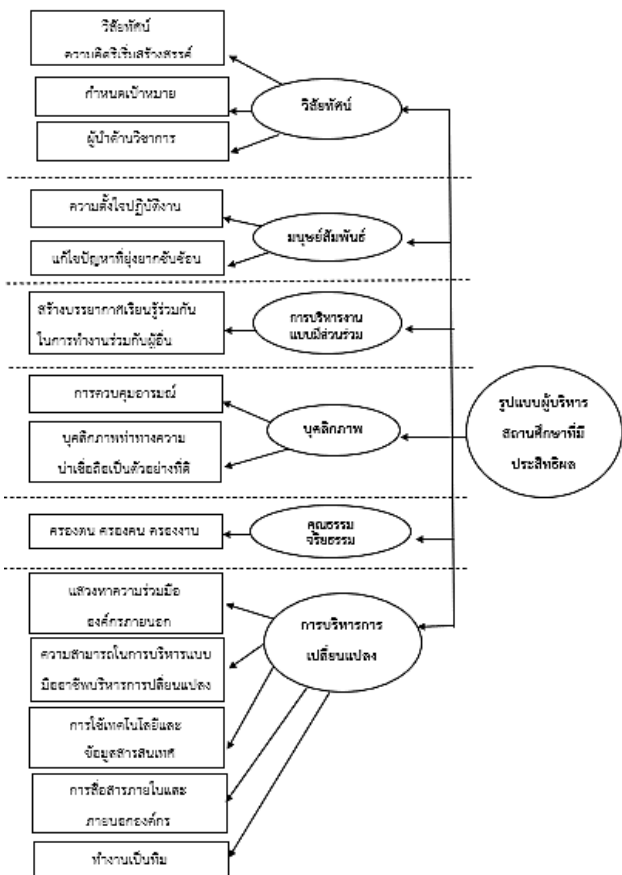 วิสัยทัศน์
ความคิดริเริ่มสร้างสรรค์
กำหนดเป้าหมาย
ผู้นำด้านวิชาการ
วิสัยทัศน์
ความตั้งใจปฏิบัติงาน
แก้ไขปัญหาที่ยุ่งยากซับซ้อน
มนุษย์สัมพันธ์
สร้างบรรยากาศเรียนรู้ร่วมกัน
ในการทำงานร่วมกับผู้อื่น
การบริหารงาน
แบบมีส่วนร่วม
การควบคุมอารมณ์
บุคลิกภาพท่าทางความ
น่าเชื่อถือเป็นตัวอย่างที่ดี
บุคลิกภาพ
รูปแบบผู้บริหาร
สถานศึกษาที่มี
ประสิทธิผล
ครองตน ครองคน ครองงาน
คุณธรรม
จริยธรรม
แสวงหาความร่วมมือ
องค์กรภายนอก
ความสามารถในการบริหารแบบ
มืออาชีพบริหารการเปลี่ยนแปลง
การใช้เทคโนโลยีและ
ข้อมูลสารสนเทศ
การสื่อสารภายในและ
ภายนอกองค์กร
ทำงานเป็นทีม
การบริหารการ
เปลี่ยนแปลง